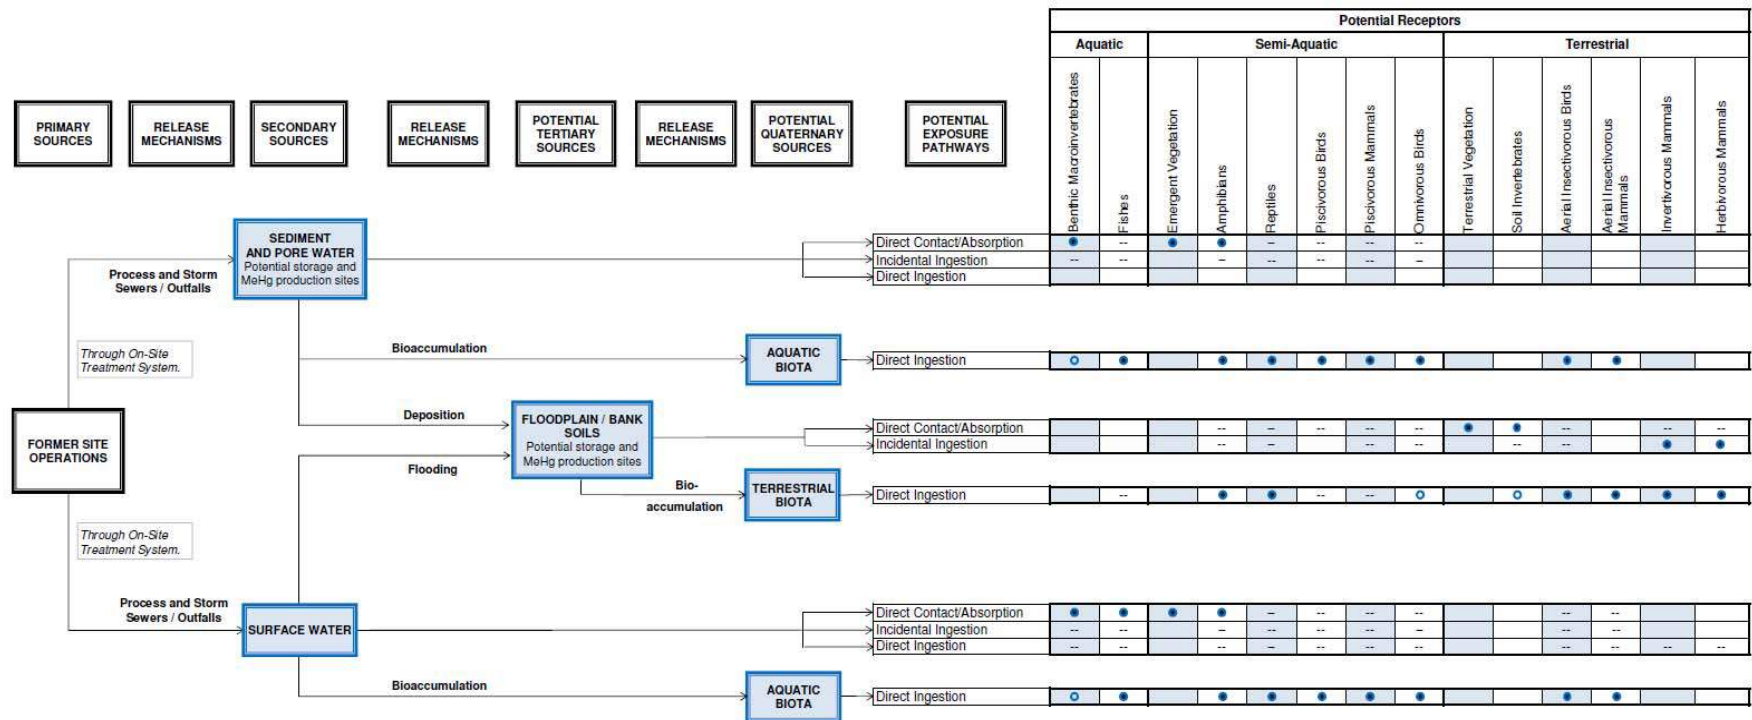 Potential Receptors
Aquatic
Semi-Aquatic
Terrestrial
Benthic Macroinvertebrates
Fishes
Emergent Vegetation
Amphibians
Reptiles
Piscivorous Birds
Piscivorous Mammals
Omnivorous Birds
Terrestrial Vegetation
Soil Invertebrates
Aerial Insectivorous Birds
Aerial Insectivorous
Mammals
Invertivorous Mammals
Herbivorous Mammals
PRIMARY
SOURCES
RELEASE
MECHANISMS
SECONDARY
SOURCES
RELEASE
MECHANISMS
POTENTIAL
TERTIARY
SOURCES
RELEASE
MECHANISMS
POTENTIAL
QUATERNARY
SOURCES
POTENTIAL
EXPOSURE
PATHWAYS
SEDIMENT
AND PORE WATER
Potential storage and
MeHg production sites
Process and Storm
Sewers / Outfalls
Direct Contact/Absorption
-- – -- -- --
Incidental Ingestion
-- -- – -- -- -- –
Direct Ingestion
Through On-Site
Treatment System.
Bioaccumulation
AQUATIC
BIOTA
Direct Ingestion
FORMER SITE
OPERATIONS
Deposition
Flooding
FLOODPLAIN / BANK
SOILS
Potential storage and
MeHg production sites
Direct Contact/Absorption
-- – -- -- -- -- -- --
Incidental Ingestion
-- – -- -- -- --
Bio-
accumulation
TERRESTRIAL
BIOTA
Direct Ingestion
-- -- --
Through On-Site
Treatment System.
Process and Storm
Sewers / Outfalls
SURFACE WATER
Direct Contact/Absorption
– -- -- -- -- --
Incidental Ingestion
-- -- – -- -- -- – -- --
Direct Ingestion
-- -- -- – -- -- -- -- -- -- --
Bioaccumulation
AQUATIC
BIOTA
Direct Ingestion